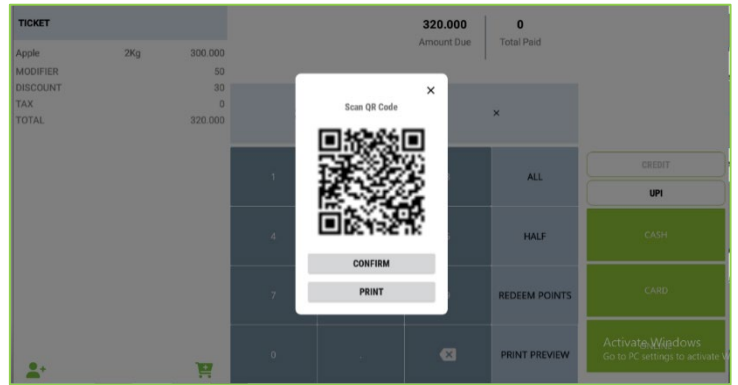 TICKET
320.000 0
Amount Due Total Paid
Apple 2Kg 300.000
MODIFIER 50
DISCOUNT 30
TAX 0
TOTAL 320.000
×
Scan QR Code
×
1 ALL
4 HALF
7 REDEEM POINTS
0 . × PRINT PREVIEW
CONFIRM
PRINT
CREDIT
UPI
CASH
CARD
Activate Windows
Go to PC settings to activate W